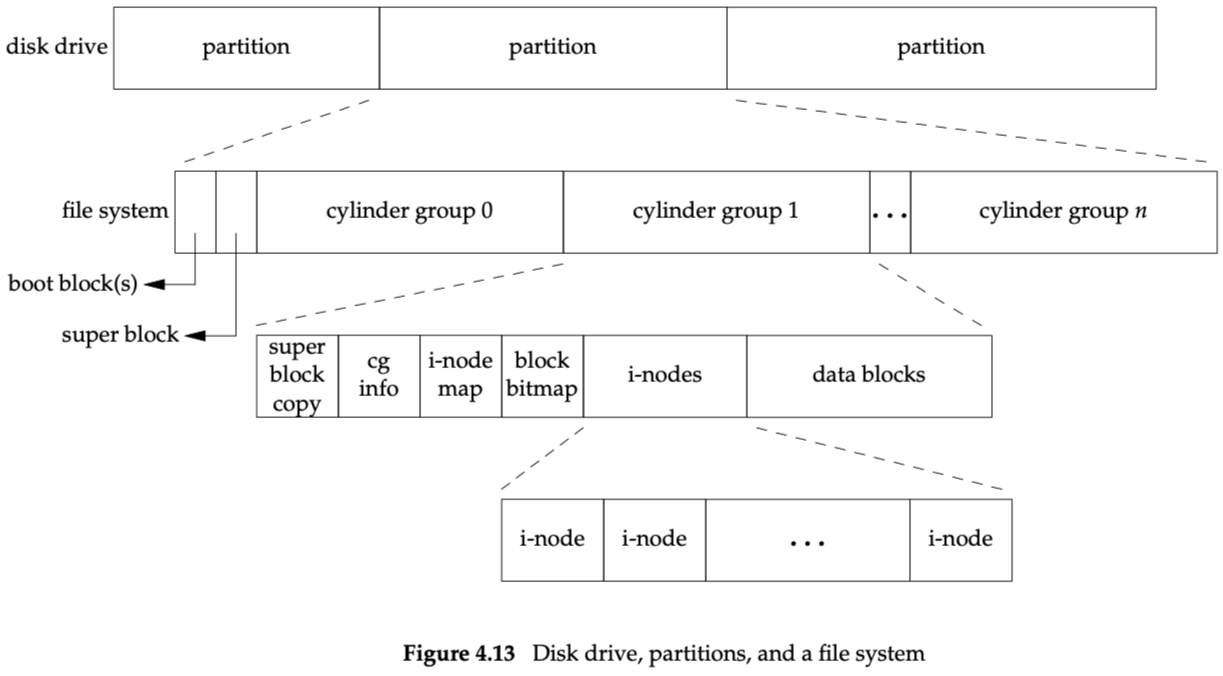 disk drive partition partition partition
file system cylinder group 0 cylinder group 1 ... cylinder group n
boot block(s)
super block
super block copy cg info i-node map block bitmap i-nodes data blocks
i-node i-node ... i-node
Figure 4.13 Disk drive, partitions, and a file system